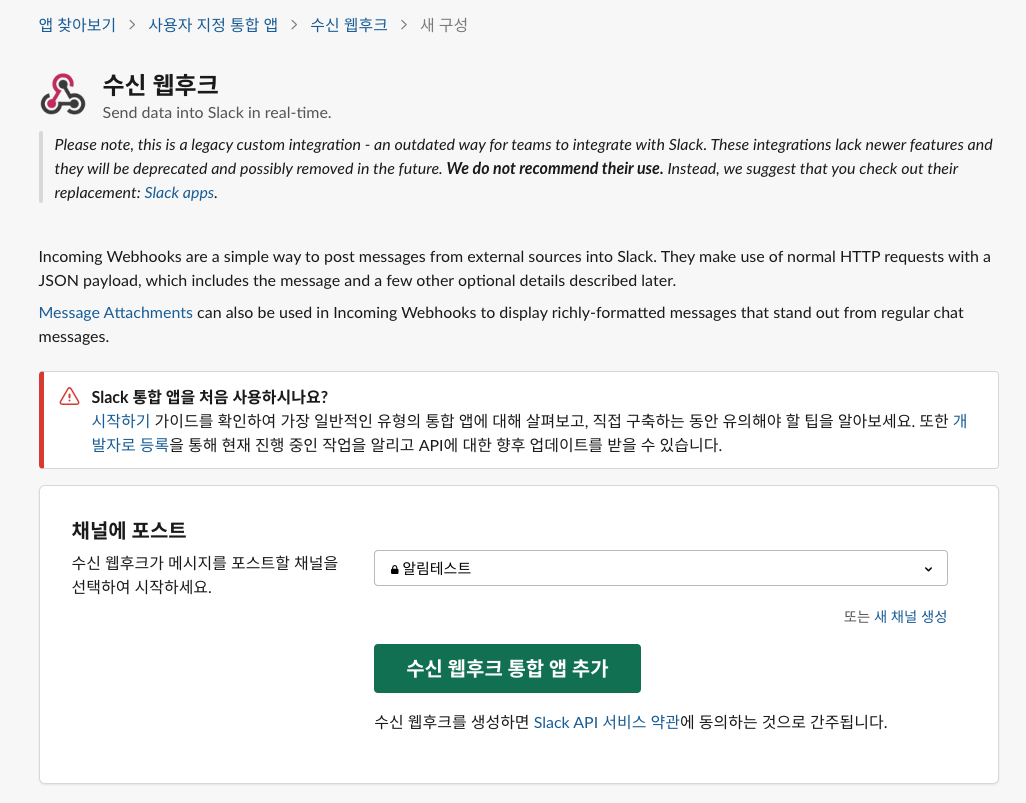 앱 찾아보기 > 사용자 지정 통합 앱 > 수신 웹후크 > 새 구성
수신 웹후크
Send data into Slack in real-time.
Please note, this is a legacy custom integration - an outdated way for teams to integrate with Slack. These integrations lack newer features and
they will be deprecated and possibly removed in the future. We do not recommend their use. Instead, we suggest that you check out their
replacement: Slack apps.
Incoming Webhooks are a simple way to post messages from external sources into Slack. They make use of normal HTTP requests with a
JSON payload, which includes the message and a few other optional details described later.
Message Attachments can also be used in Incoming Webhooks to display richly-formatted messages that stand out from regular chat
messages.
Slack 통합 앱을 처음 사용하시나요?
시작하기 가이드를 확인하여 가장 일반적인 유형의 통합 앱에 대해 살펴보고, 직접 구축하는 동안 유의해야 할 팁을 알아보세요. 또한 개
발자로 등록을 통해 현재 진행 중인 작업을 알리고 API에 대한 향후 업데이트를 받을 수 있습니다.
채널에 포스트
수신 웹후크가 메시지를 포스트할 채널을
선택하여 시작하세요.
알림테스트
또는 새 채널 생성
수신 웹후크 통합 앱 추가
수신 웹후크를 생성하면 Slack API 서비스 약관에 동의하는 것으로 간주됩니다.